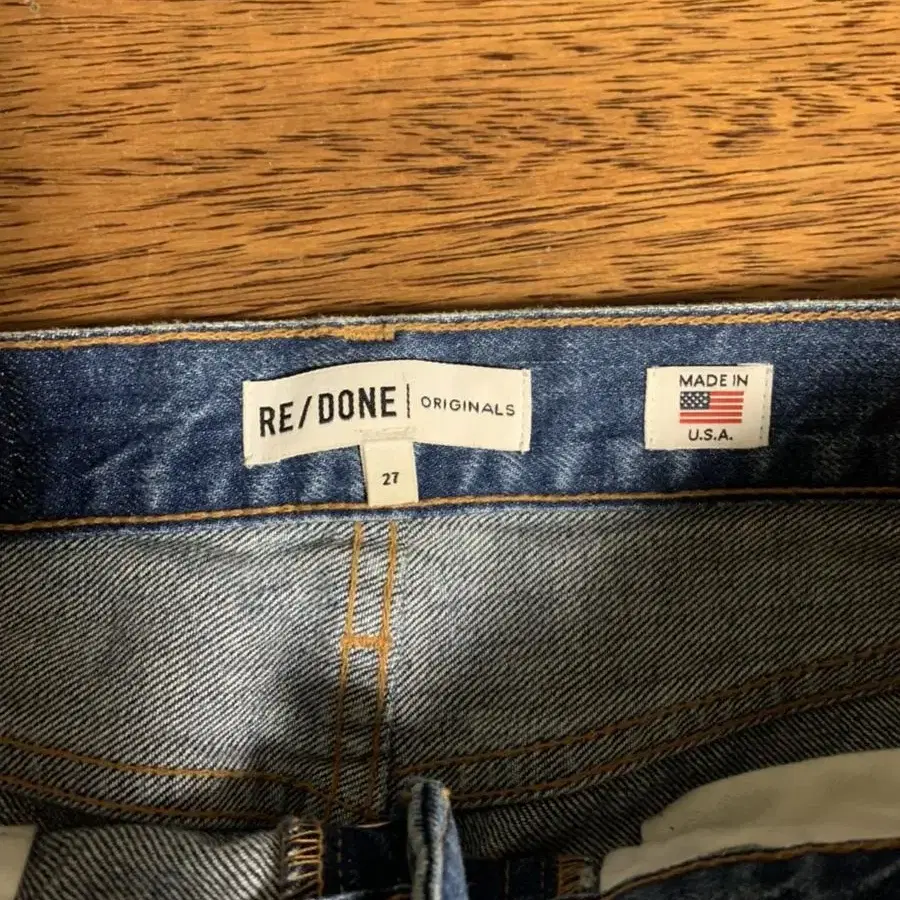 RE/DONE | ORIGINALS
27
MADE IN
U.S.A.